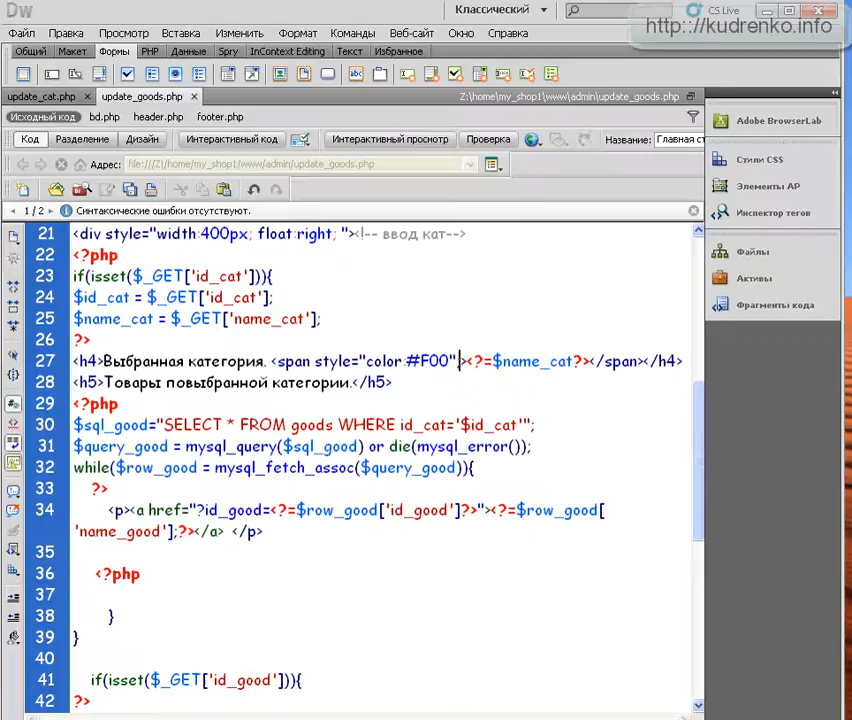 Dw
Классический
CS Live
http:://kudrenko.info
Файл Правка Просмотр Вставка Изменить Формат Команды Сайт Окно Справка
Общий Макет Формы PHP Данные Spry InContext Editing Текст Избранное
update_cat.php × update_goods.php ×
Z:\home\my_shop1\www\admin\update_goods.php
Исходный код bd.php header.php footer.php
Код Разделение Дизайн Интерактивный код Интерактивный просмотр Проверка Название: Главная ст
Адрес: file:///Z|/home/my_shop1/www/admin/update_goods.php
1 / 2 Синтаксические ошибки отсутствуют.
21 <div style="width:400px; float:right; "><!-- ввод кат-->
22 <?php
23 if(isset($_GET['id_cat'])){
24 $id_cat = $_GET['id_cat'];
25 $name_cat = $_GET['name_cat'];
26 ?>
27 <h4>Выбранная категория. <span style="color:#F00";><?=$name_cat?></span></h4>
28 <h5>Товары повыбранной категории.</h5>
29 <?php
30 $sql_good="SELECT * FROM goods WHERE id_cat='$id_cat'";
31 $query_good = mysql_query($sql_good) or die(mysql_error());
32 while($row_good = mysql_fetch_assoc($query_good)){
33 ?>
34 <p><a href="?id_good=<?=$row_good['id_good']?>"><?=$row_good[
'name_good'];?></a> </p>
35
36 <?php
37
38 }
39 }
40
41 if(isset($_GET['id_good'])){
42 ?>
Adobe BrowserLab
Стили CSS
Элементы AP
Инспектор тегов
Файлы
Активы
Фрагменты кода